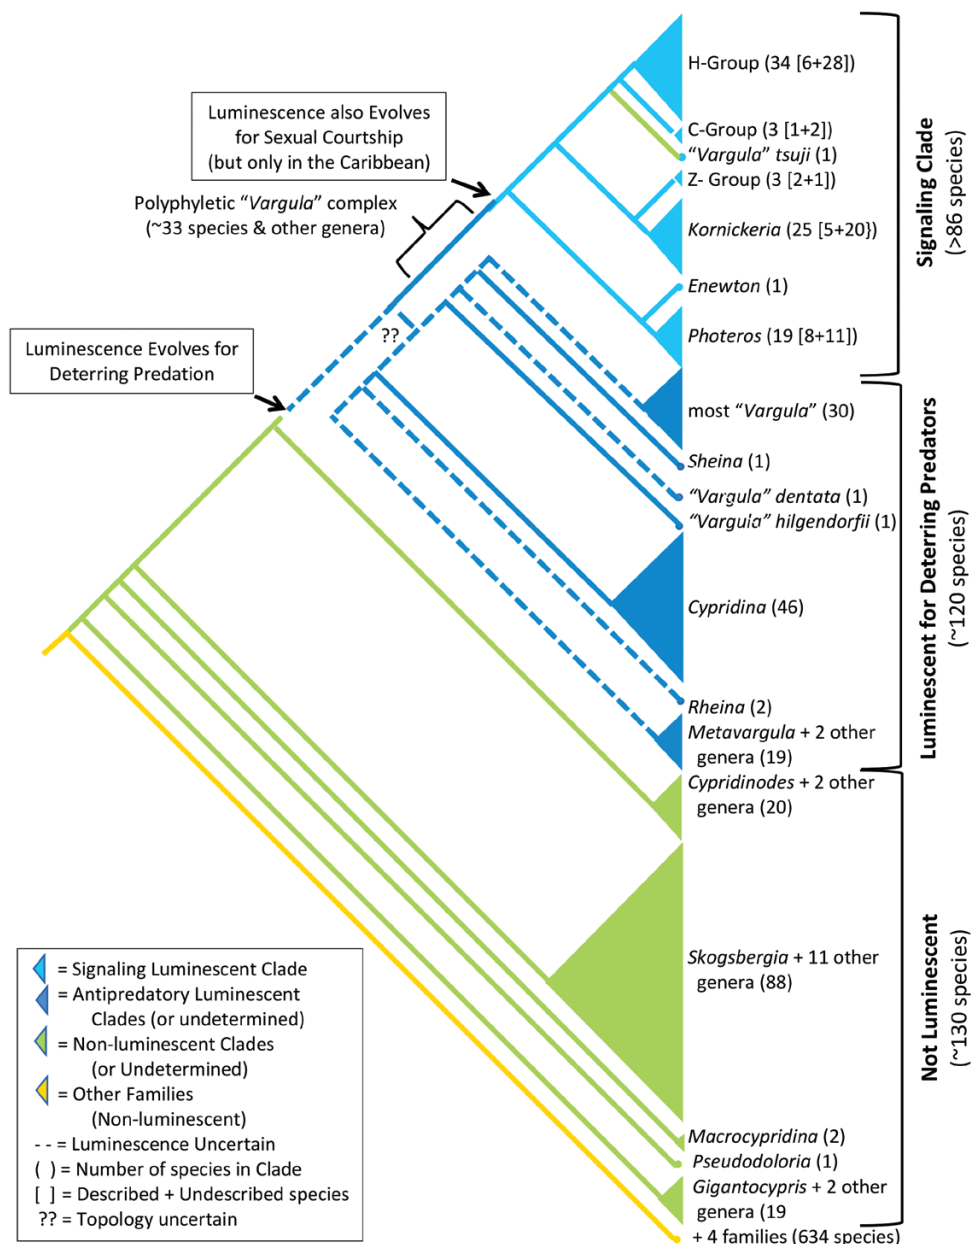 H-Group (34 [6+28])
Luminescence also Evolves
for Sexual Courtship
(but only in the Caribbean)
C-Group (3 [1+2])
"Vargula" tsuji (1)
Z- Group (3 [2+1])
Polyphyletic "Vargula" complex
(~33 species & other genera)
Kornickeria (25 [5+20})
Enewton (1)
Photeros (19 [8+11])
Signaling Clade
(>86 species)
??
Luminescence Evolves for
Deterring Predation
most "Vargula" (30)
Sheina (1)
"Vargula" dentata (1)
"Vargula" hilgendorfii (1)
Cypridina (46)
Rheina (2)
Metavargula + 2 other
genera (19)
Luminescent for Deterring Predators
(~120 species)
Cypridinodes + 2 other
genera (20)
Skogsbergia + 11 other
genera (88)
Macrocypridina (2)
Pseudodoloria (1)
Gigantocypris + 2 other
genera (19
+ 4 families (634 species)
Not Luminescent
(~130 species)
= Signaling Luminescent Clade
= Antipredatory Luminescent
Clades (or undetermined)
= Non-luminescent Clades
(or Undetermined)
= Other Families
(Non-luminescent)
- - = Luminescence Uncertain
( ) = Number of species in Clade
[ ] = Described + Undescribed species
?? = Topology uncertain